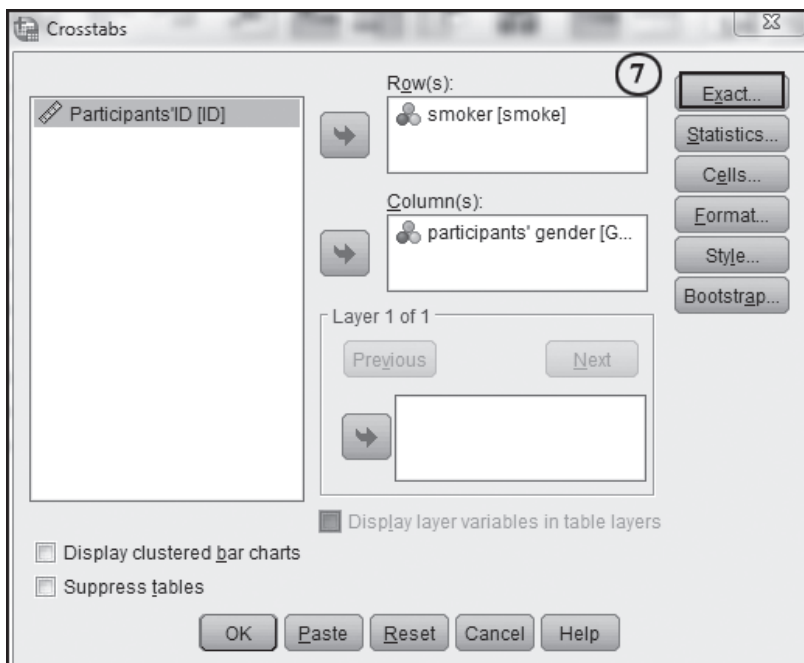 Crosstabs
Participants'ID [ID]
Row(s):
smoker [smoke]
7
Exact...
Statistics...
Cells...
Format...
Style...
Bootstrap...
Column(s):
participants' gender [G...
Layer 1 of 1
Previous
Next
Display layer variables in table layers
Display clustered bar charts
Suppress tables
OK
Paste
Reset
Cancel
Help